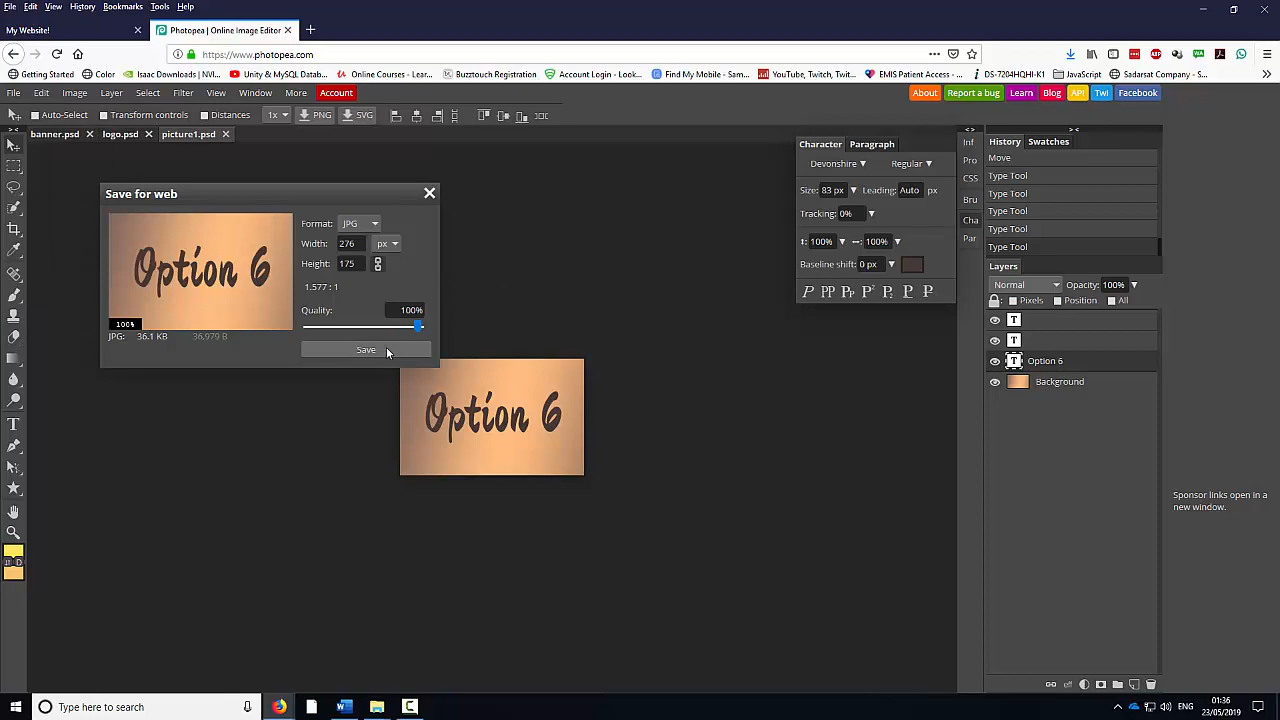 File Edit View History Bookmarks Tools Help
My Website! Photopea | Online Image Editor
https://www.photopea.com
Getting Started Color Isaac Downloads | NVI... Unity & MySQL Datab... Online Courses - Lear... Buzztouch Registration Account Login - Look... Find My Mobile - Sam... YouTube, Twitch, Twit... EMIS Patient Access -... DS-7204HQHI-K1 JavaScript Sadarsat Company - S...
File Edit Image Layer Select Filter View Window More Account About Report a bug Learn Blog API Twi Facebook
Auto-Select Transform controls Distances 1x PNG SVG
banner.psd logo.psd picture1.psd
Save for web
Option 6
100%
JPG: 36.1 KB 36,979 B
Format: JPG
Width: 276 px
Height: 175
1.577 : 1
Quality: 100%
Save
Option 6
Character Paragraph
Devonshire Regular
Size: 83 px Leading: Auto px
Tracking: 0%
100% 100%
Baseline shift: 0 px
Inf
Pro
CSS
Bru
Cha
Par
History Swatches
Move
Type Tool
Type Tool
Type Tool
Type Tool
Type Tool
Layers
Normal Opacity: 100%
Pixels Position All
Option 6
Background
Sponsor links open in a
new window.
Type here to search
ENG
01:36
23/05/2019